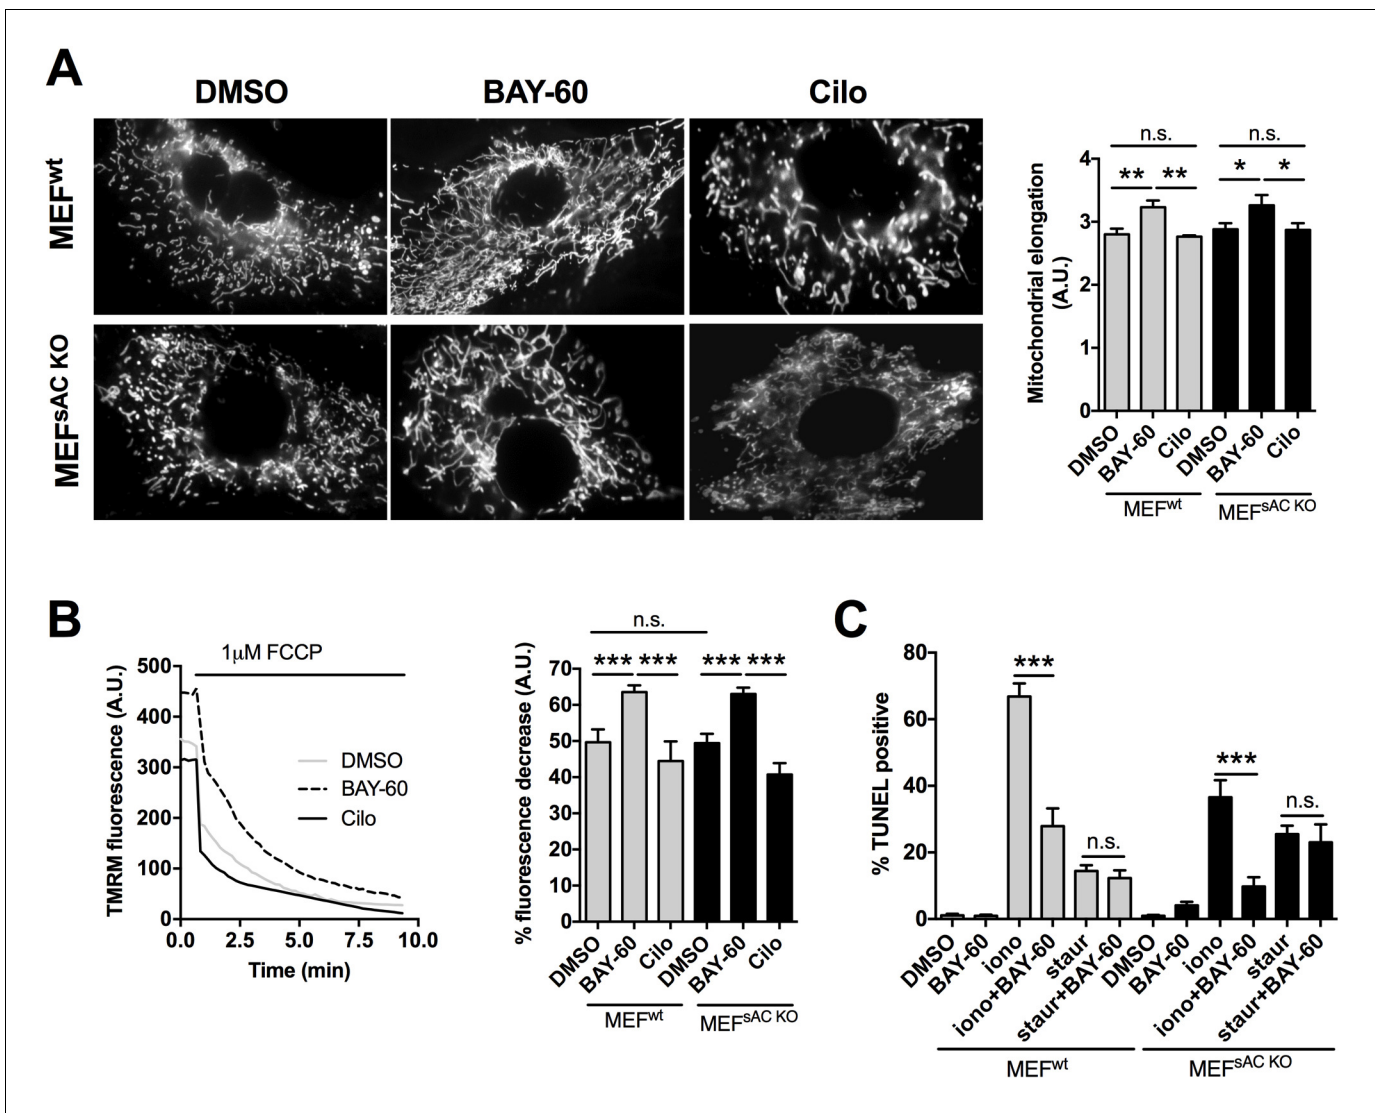 A
DMSO
BAY-60
Cilo
MEFwt
MEFsAC KO
Mitochondrial elongation
(A.U.)
4
3
2
1
0
n.s.
n.s.
** **
* *
DMSO
BAY-60
Cilo
DMSO
BAY-60
Cilo
MEFwt
MEFsAC KO
B
1μM FCCP
TMRM fluorescence (A.U.)
500
400
300
200
100
0
DMSO
BAY-60
Cilo
0.0 2.5 5.0 7.5 10.0
Time (min)
% fluorescence decrease (A.U.)
70
60
50
40
30
20
10
0
n.s.
*** *** *** ***
DMSO
BAY-60
Cilo
DMSO
BAY-60
Cilo
MEFwt
MEFsAC KO
C
% TUNEL positive
80
60
40
20
0
***
n.s.
***
n.s.
DMSO
BAY-60
iono
iono+BAY-60
staur
staur+BAY-60
DMSO
BAY-60
iono
iono+BAY-60
staur
staur+BAY-60
MEFwt
MEFsAC KO